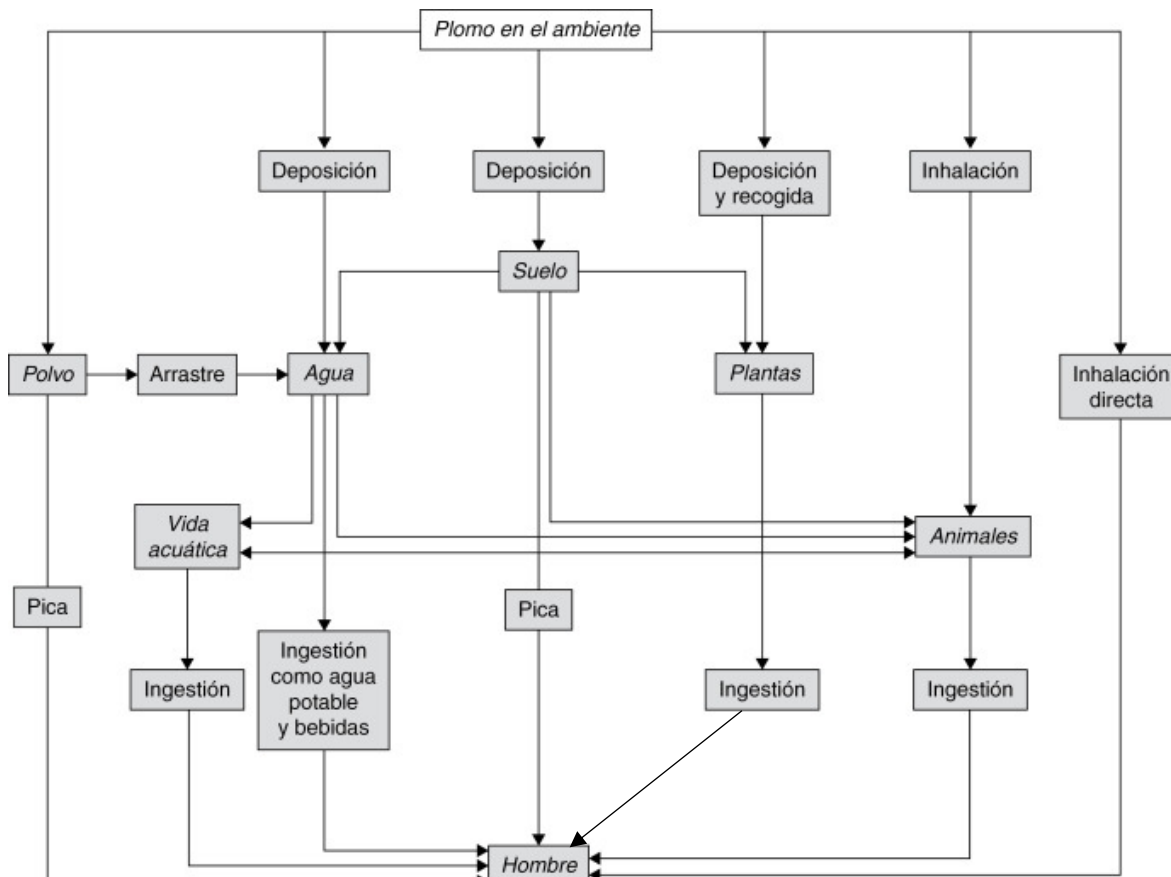 Plomo en el ambiente
Deposición
Deposición
Deposición
y recogida
Inhalación
Suelo
Polvo
Arrastre
Agua
Plantas
Inhalación
directa
Vida
acuática
Animales
Pica
Pica
Ingestión
Ingestión
como agua
potable
y bebidas
Ingestión
Ingestión
Hombre